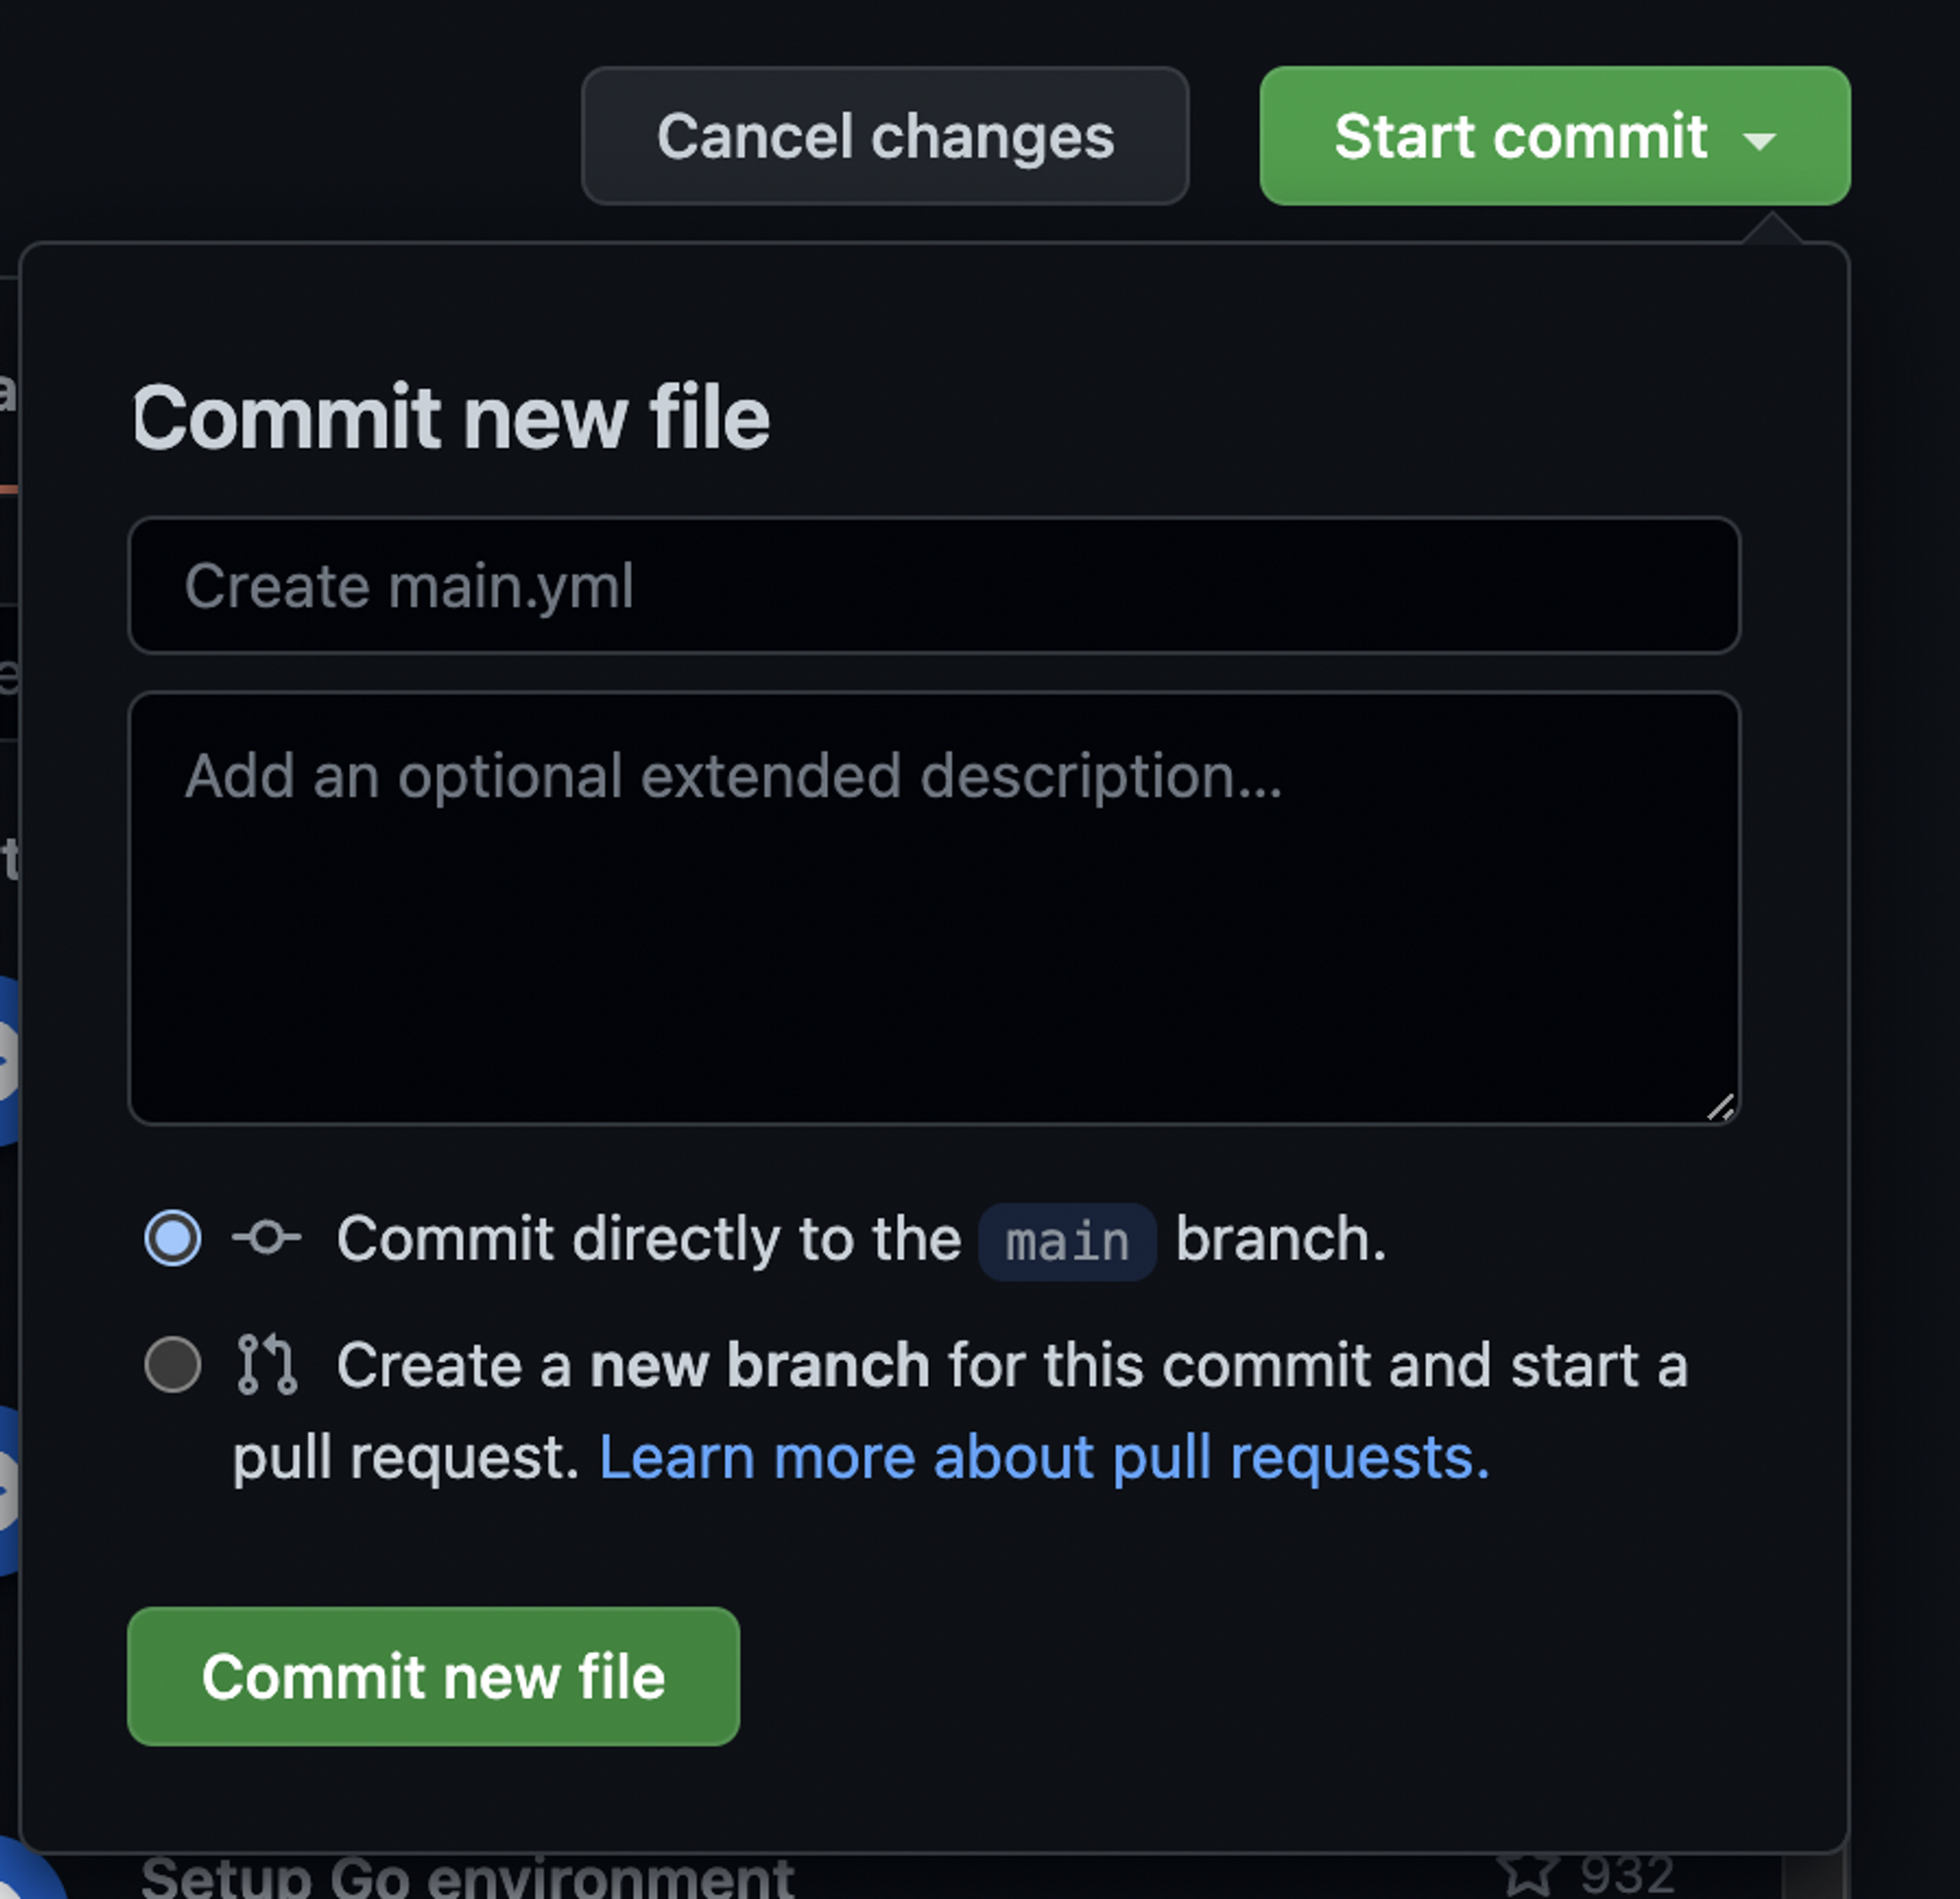 Cancel changes
Start commit
Commit new file
Create main.yml
Add an optional extended description...
Commit directly to the main branch.
Create a new branch for this commit and start a
pull request. Learn more about pull requests.
Commit new file
Setup Go environment
932